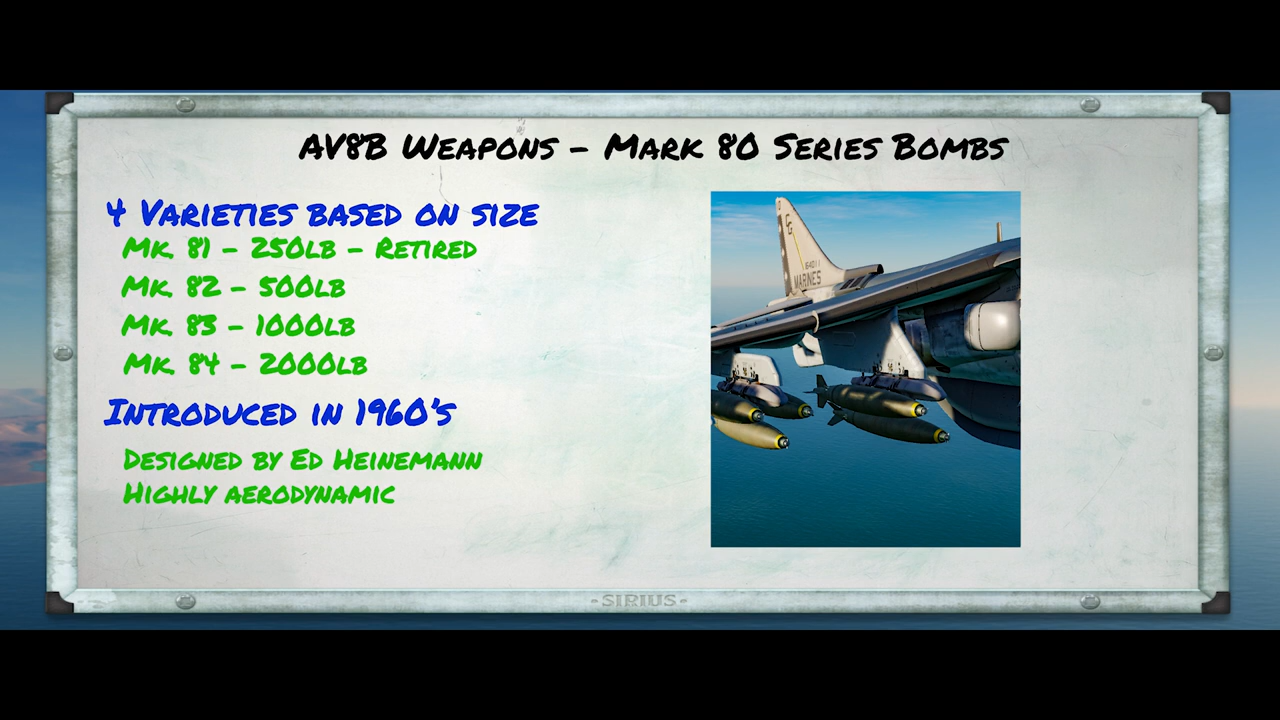 AV8B Weapons - Mark 80 Series Bombs
4 Varieties based on size
Mk. 81 - 250lb - Retired
Mk. 82 - 500lb
Mk. 83 - 1000lb
Mk. 84 - 2000lb
Introduced in 1960's
Designed by Ed Heinemann
Highly aerodynamic
CG
MARINES
-SIRIUS-